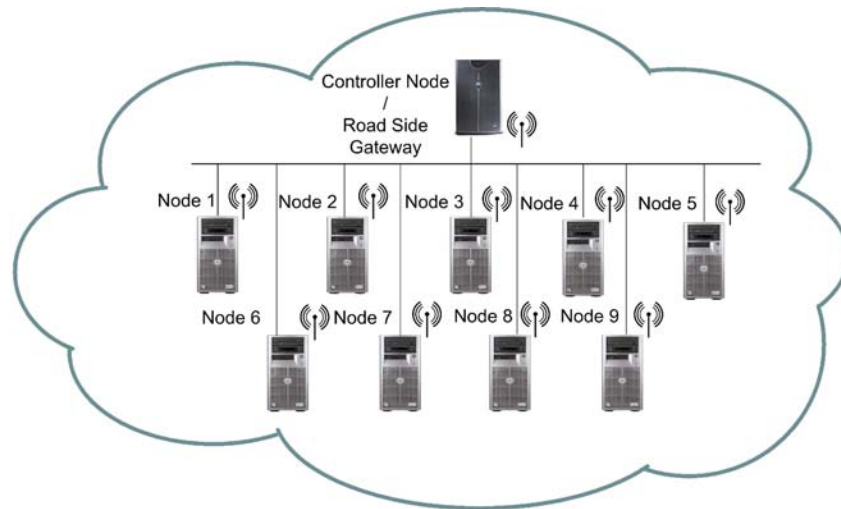 Controller Node
/
Road Side
Gateway
Node 1
Node 2
Node 3
Node 4
Node 5
Node 6
Node 7
Node 8
Node 9